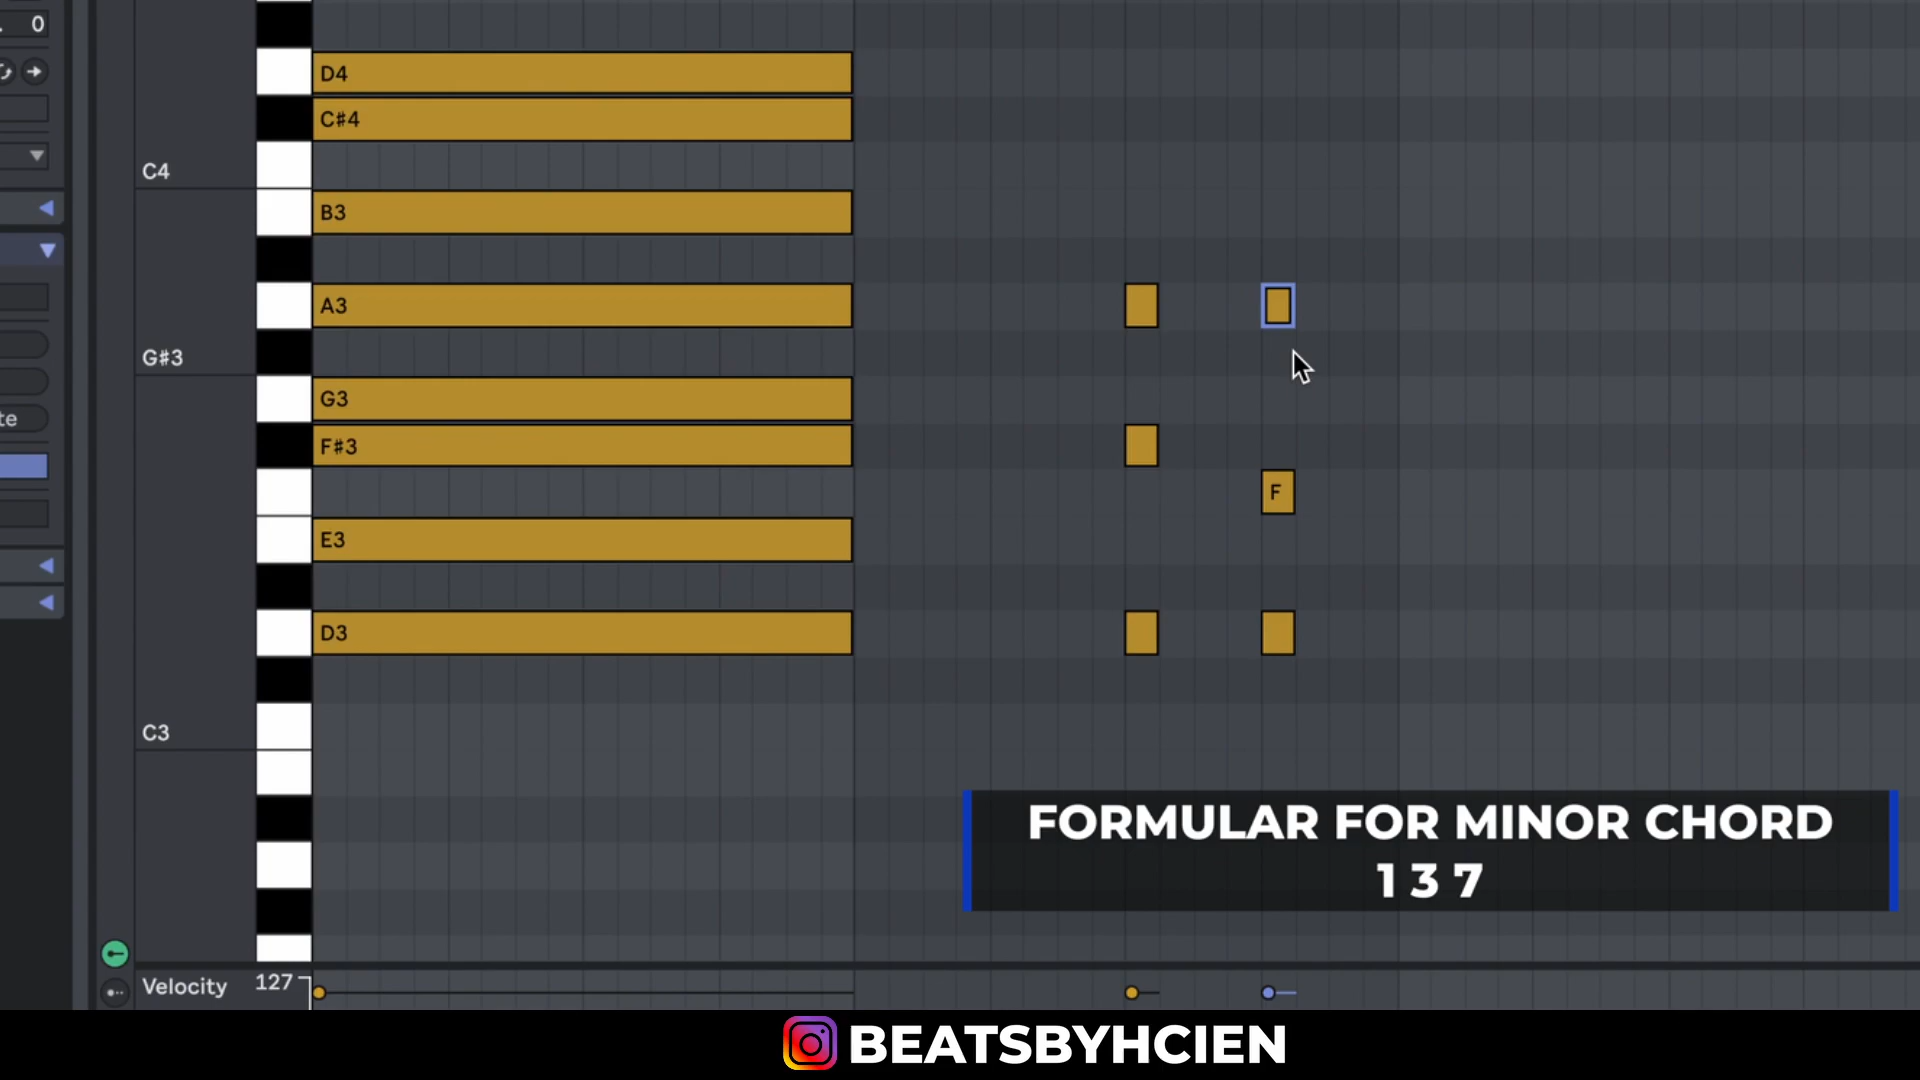 0
D4
C#4
C4
B3
A3
G#3
G3
te
F#3
F
E3
D3
C3
FORMULAR FOR MINOR CHORD
1 3 7
Velocity 127
BEATSBYHCIEN